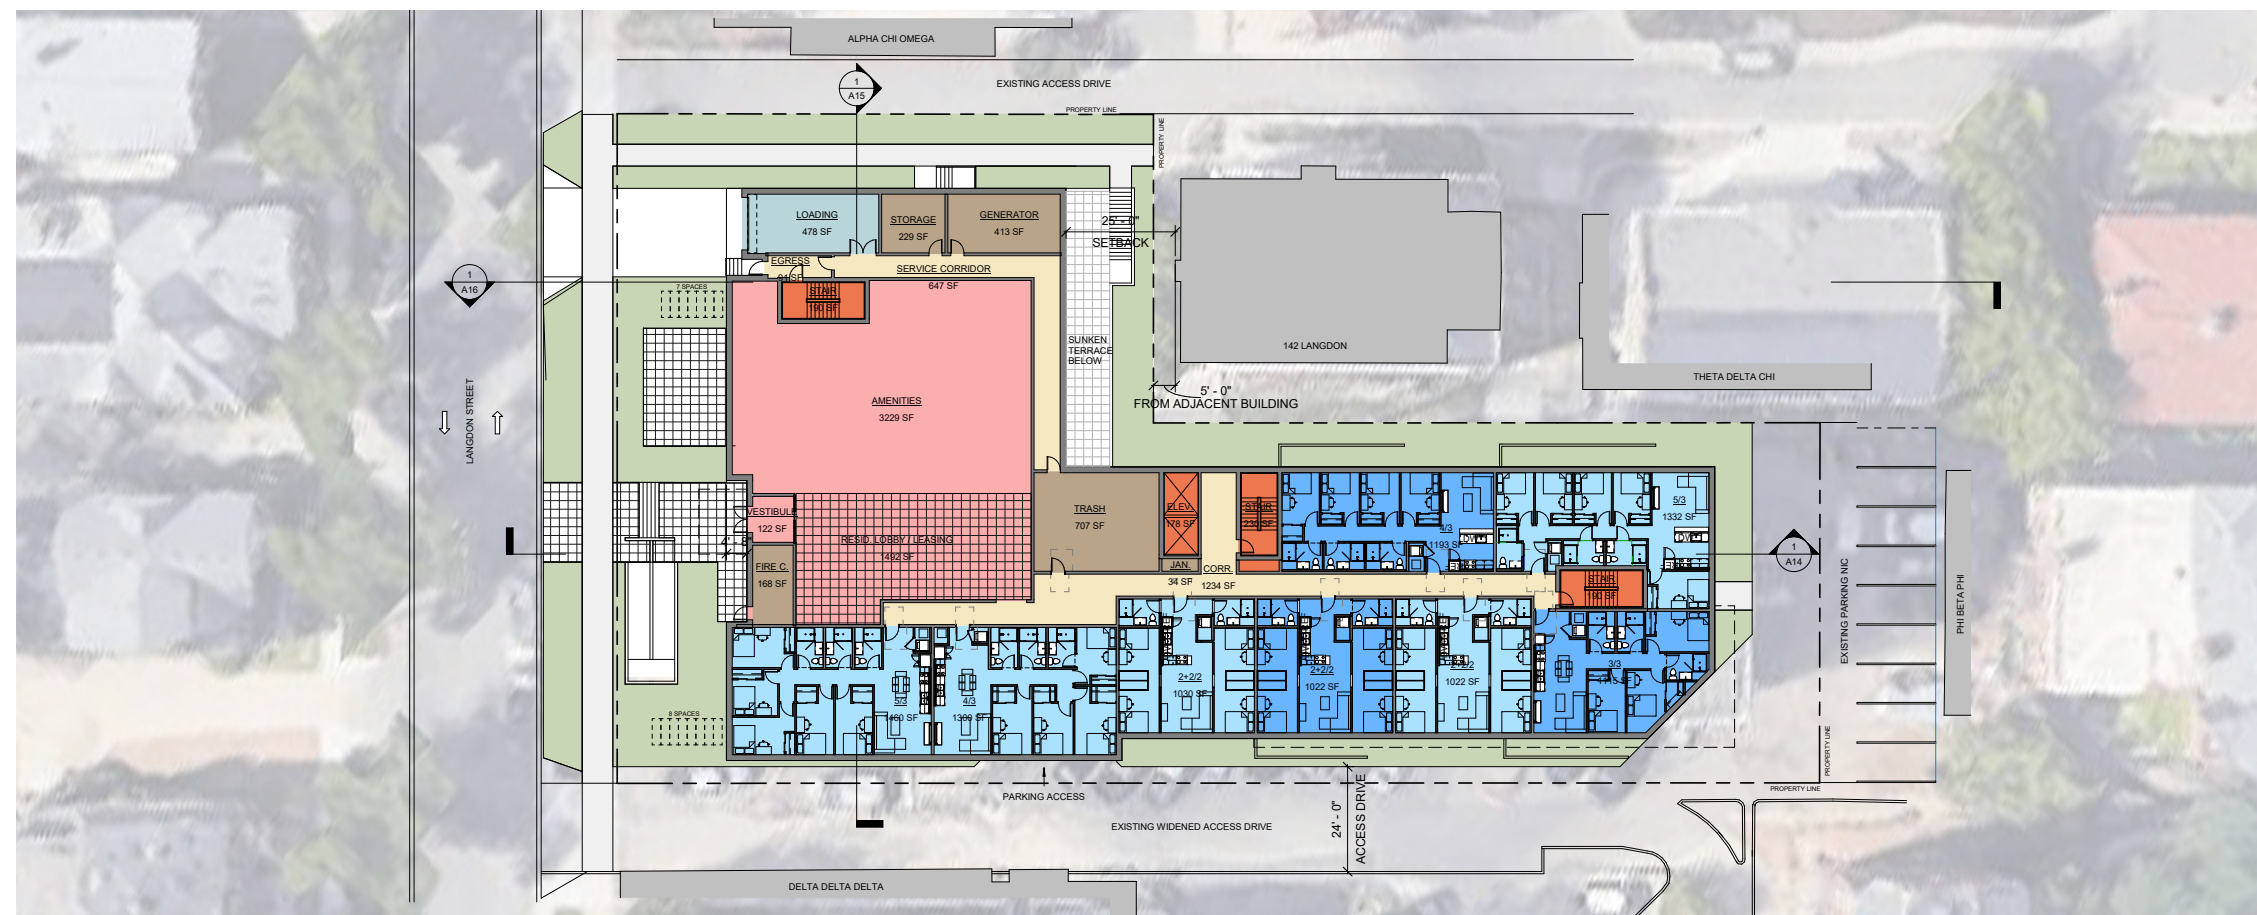 ALPHA CHI OMEGA
1
A15
EXISTING ACCESS DRIVE
PROPERTY LINE
PROPERTY LINE
LOADING
478 SF
STORAGE
229 SF
GENERATOR
413 SF
25' - 0"
SETBACK
EGRESS
91 SF
SERVICE CORRIDOR
647 SF
1
A16
7 SPACES
STAIR
190 SF
SUNKEN
TERRACE
BELOW
142 LANGDON
THETA DELTA CHI
5' - 0"
FROM ADJACENT BUILDING
LANGDON STREET
AMENITIES
3229 SF
VESTIBULE
122 SF
RESID. LOBBY / LEASING
1492 SF
FIRE C.
168 SF
TRASH
707 SF
ELEV.
178 SF
STAIR
230 SF
JAN.
34 SF
CORR.
1234 SF
4/3
1193 SF
DW
5/3
1332 SF
DW
STAIR
190 SF
1
A14
EXISTING PARKING NIC
PHI BETA PHI
5/3
1460 SF
4/3
1300 SF
2+2/2
1030 SF
2+2/2
1022 SF
2+2/2
1022 SF
3/3
8 SPACES
PROPERTY LINE
PROPERTY LINE
PARKING ACCESS
EXISTING WIDENED ACCESS DRIVE
24' - 0"
ACCESS DRIVE
DELTA DELTA DELTA